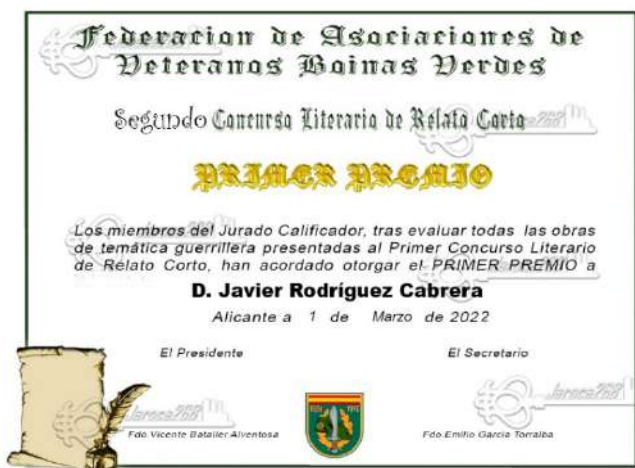 Federacion de Asociaciones de
Veteranos Boinas Verdes
Segundo Concurso Literario de Relato Corto
PRIMER PREMIO
Los miembros del Jurado Calificador, tras evaluar todas las obras
de temática guerrillera presentadas al Primer Concurso Literario
de Relato Corto, han acordado otorgar el PRIMER PREMIO a
D. Javier Rodríguez Cabrera
Alicante a 1 de Marzo de 2022
El Presidente El Secretario
Fdo. Vicente Bataller Alventosa Fdo. Emilio García Torralba